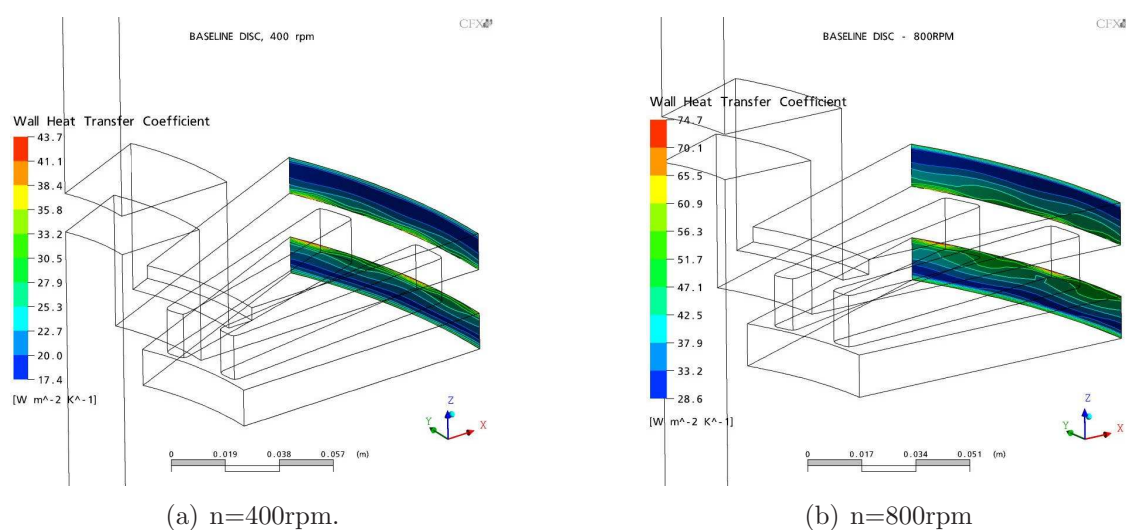 CFX
BASELINE DISC, 400 rpm
Wall Heat Transfer Coefficient
43.7
41.1
38.4
35.8
33.2
30.5
27.9
25.3
22.7
20.0
17.4
[W m^-2 K^-1]
Z
Y
X
0 0.019 0.038 0.057 (m)
(a) n=400rpm.
CFX
BASELINE DISC - 800RPM
Wall Heat Transfer Coefficient
74.7
70.1
65.5
60.9
56.3
51.7
47.1
42.5
37.9
33.2
28.6
[W m^-2 K^-1]
Z
Y
X
0 0.017 0.034 0.051 (m)
(b) n=800rpm